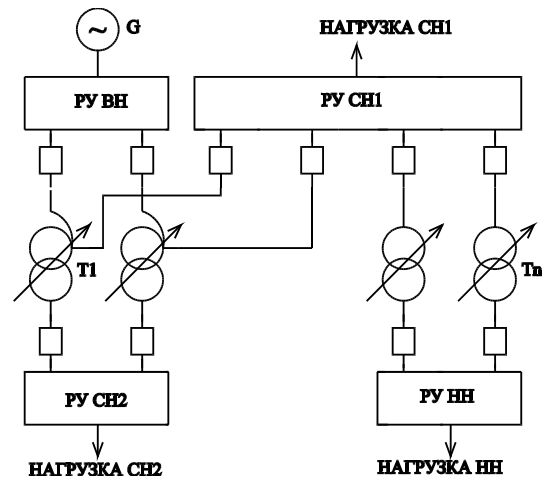 G
НАГРУЗКА СН1
РУ ВН
РУ СН1
T1
Tn
РУ СН2
РУ НН
НАГРУЗКА СН2
НАГРУЗКА НН